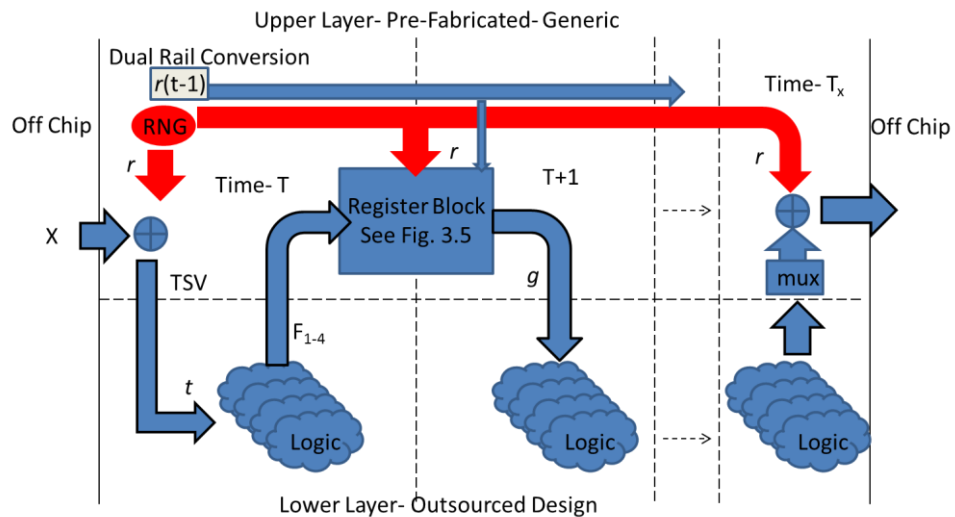 Upper Layer- Pre-Fabricated- Generic
Dual Rail Conversion
r(t-1)
Time- Tx
Off Chip
RNG
Off Chip
r
r
r
Time- T
T+1
X
Register Block
See Fig. 3.5
TSV
g
mux
F1-4
t
Logic
Logic
Logic
Lower Layer- Outsourced Design